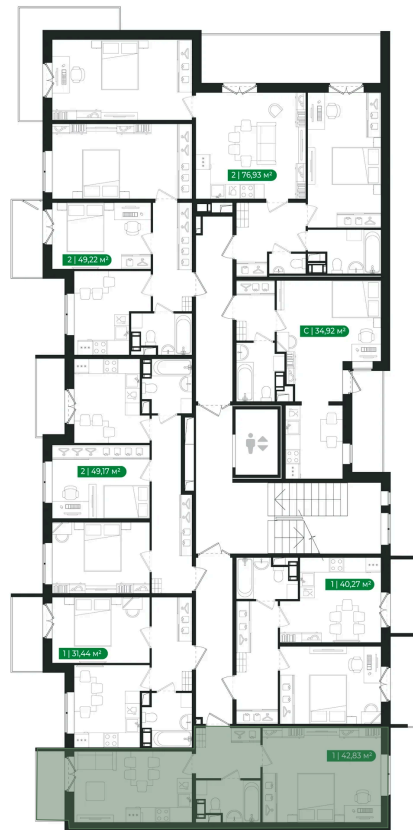 2 | 76,93 м²
2 | 49,22 м²
С | 34,92 м²
2 | 49,17 м²
1 | 40,27 м²
1 | 31,44 м²
1 | 42,83 м²